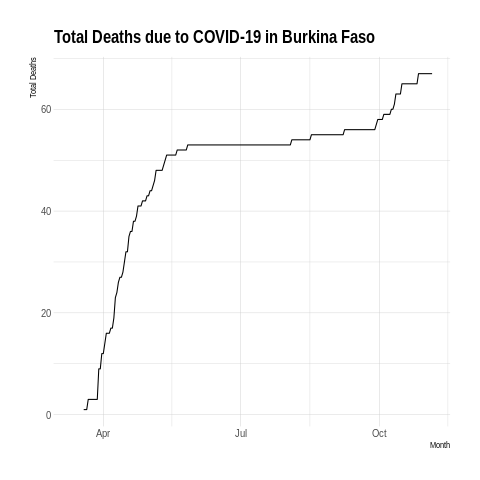 Total Deaths due to COVID-19 in Burkina Faso
Total Deaths
60
40
20
0
Apr
Jul
Oct
Month